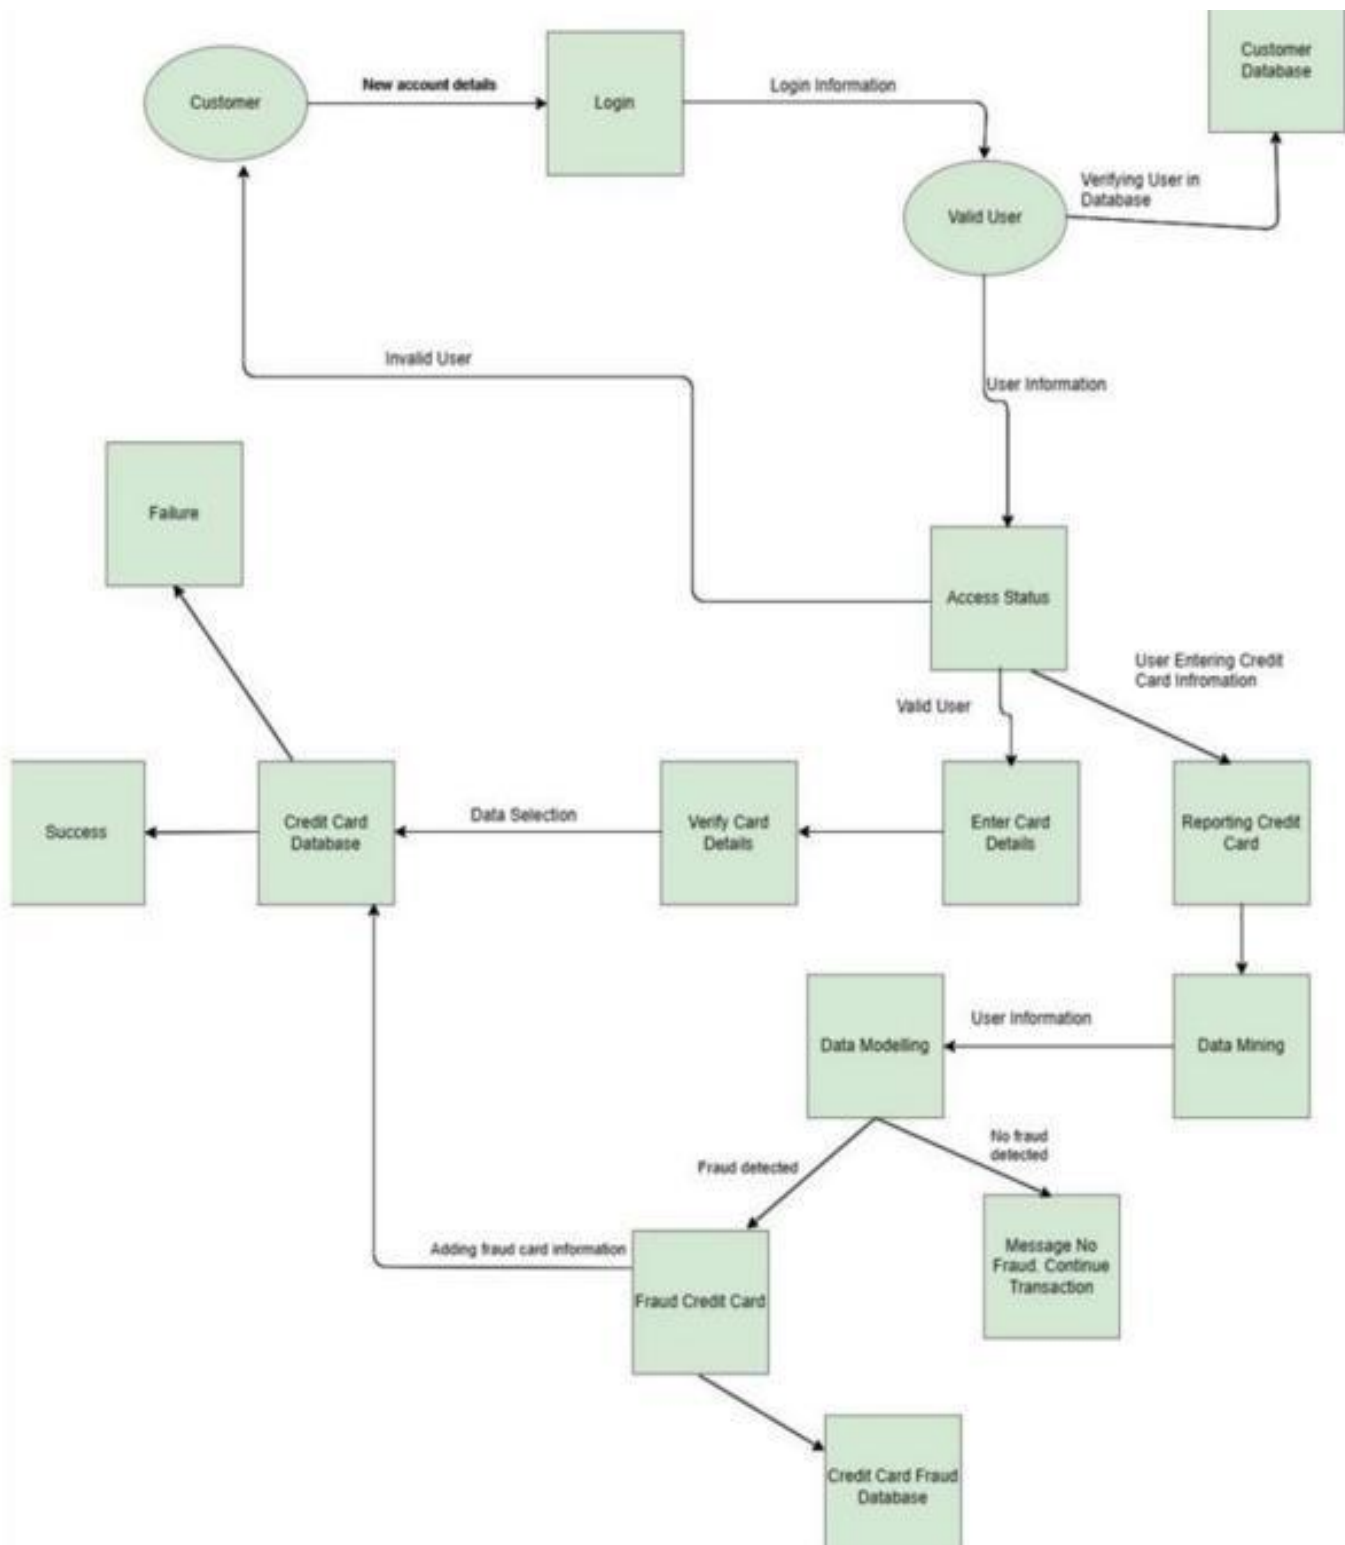 Customer
New account details
Login
Login Information
Customer
Database
Verifying User in
Database
Valid User
Invalid User
User Information
Failure
Access Status
User Entering Credit
Card Infromation
Valid User
Success
Credit Card
Database
Data Selection
Verify Card
Details
Enter Card
Details
Reporting Credit
Card
Data Modelling
User Information
Data Mining
Fraud detected
No fraud
detected
Adding fraud card information
Fraud Credit Card
Message No
Fraud. Continue
Transaction
Credit Card Fraud
Database